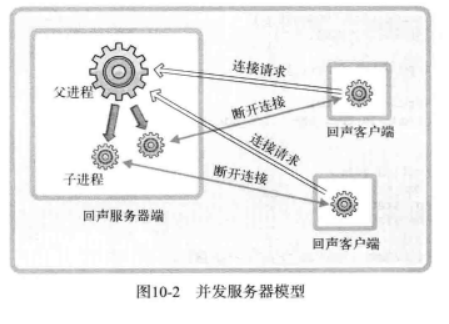 连接请求
父进程
断开连接
回声客户端
连接请求
子进程
断开连接
回声服务器端
回声客户端
图10-2 并发服务器模型